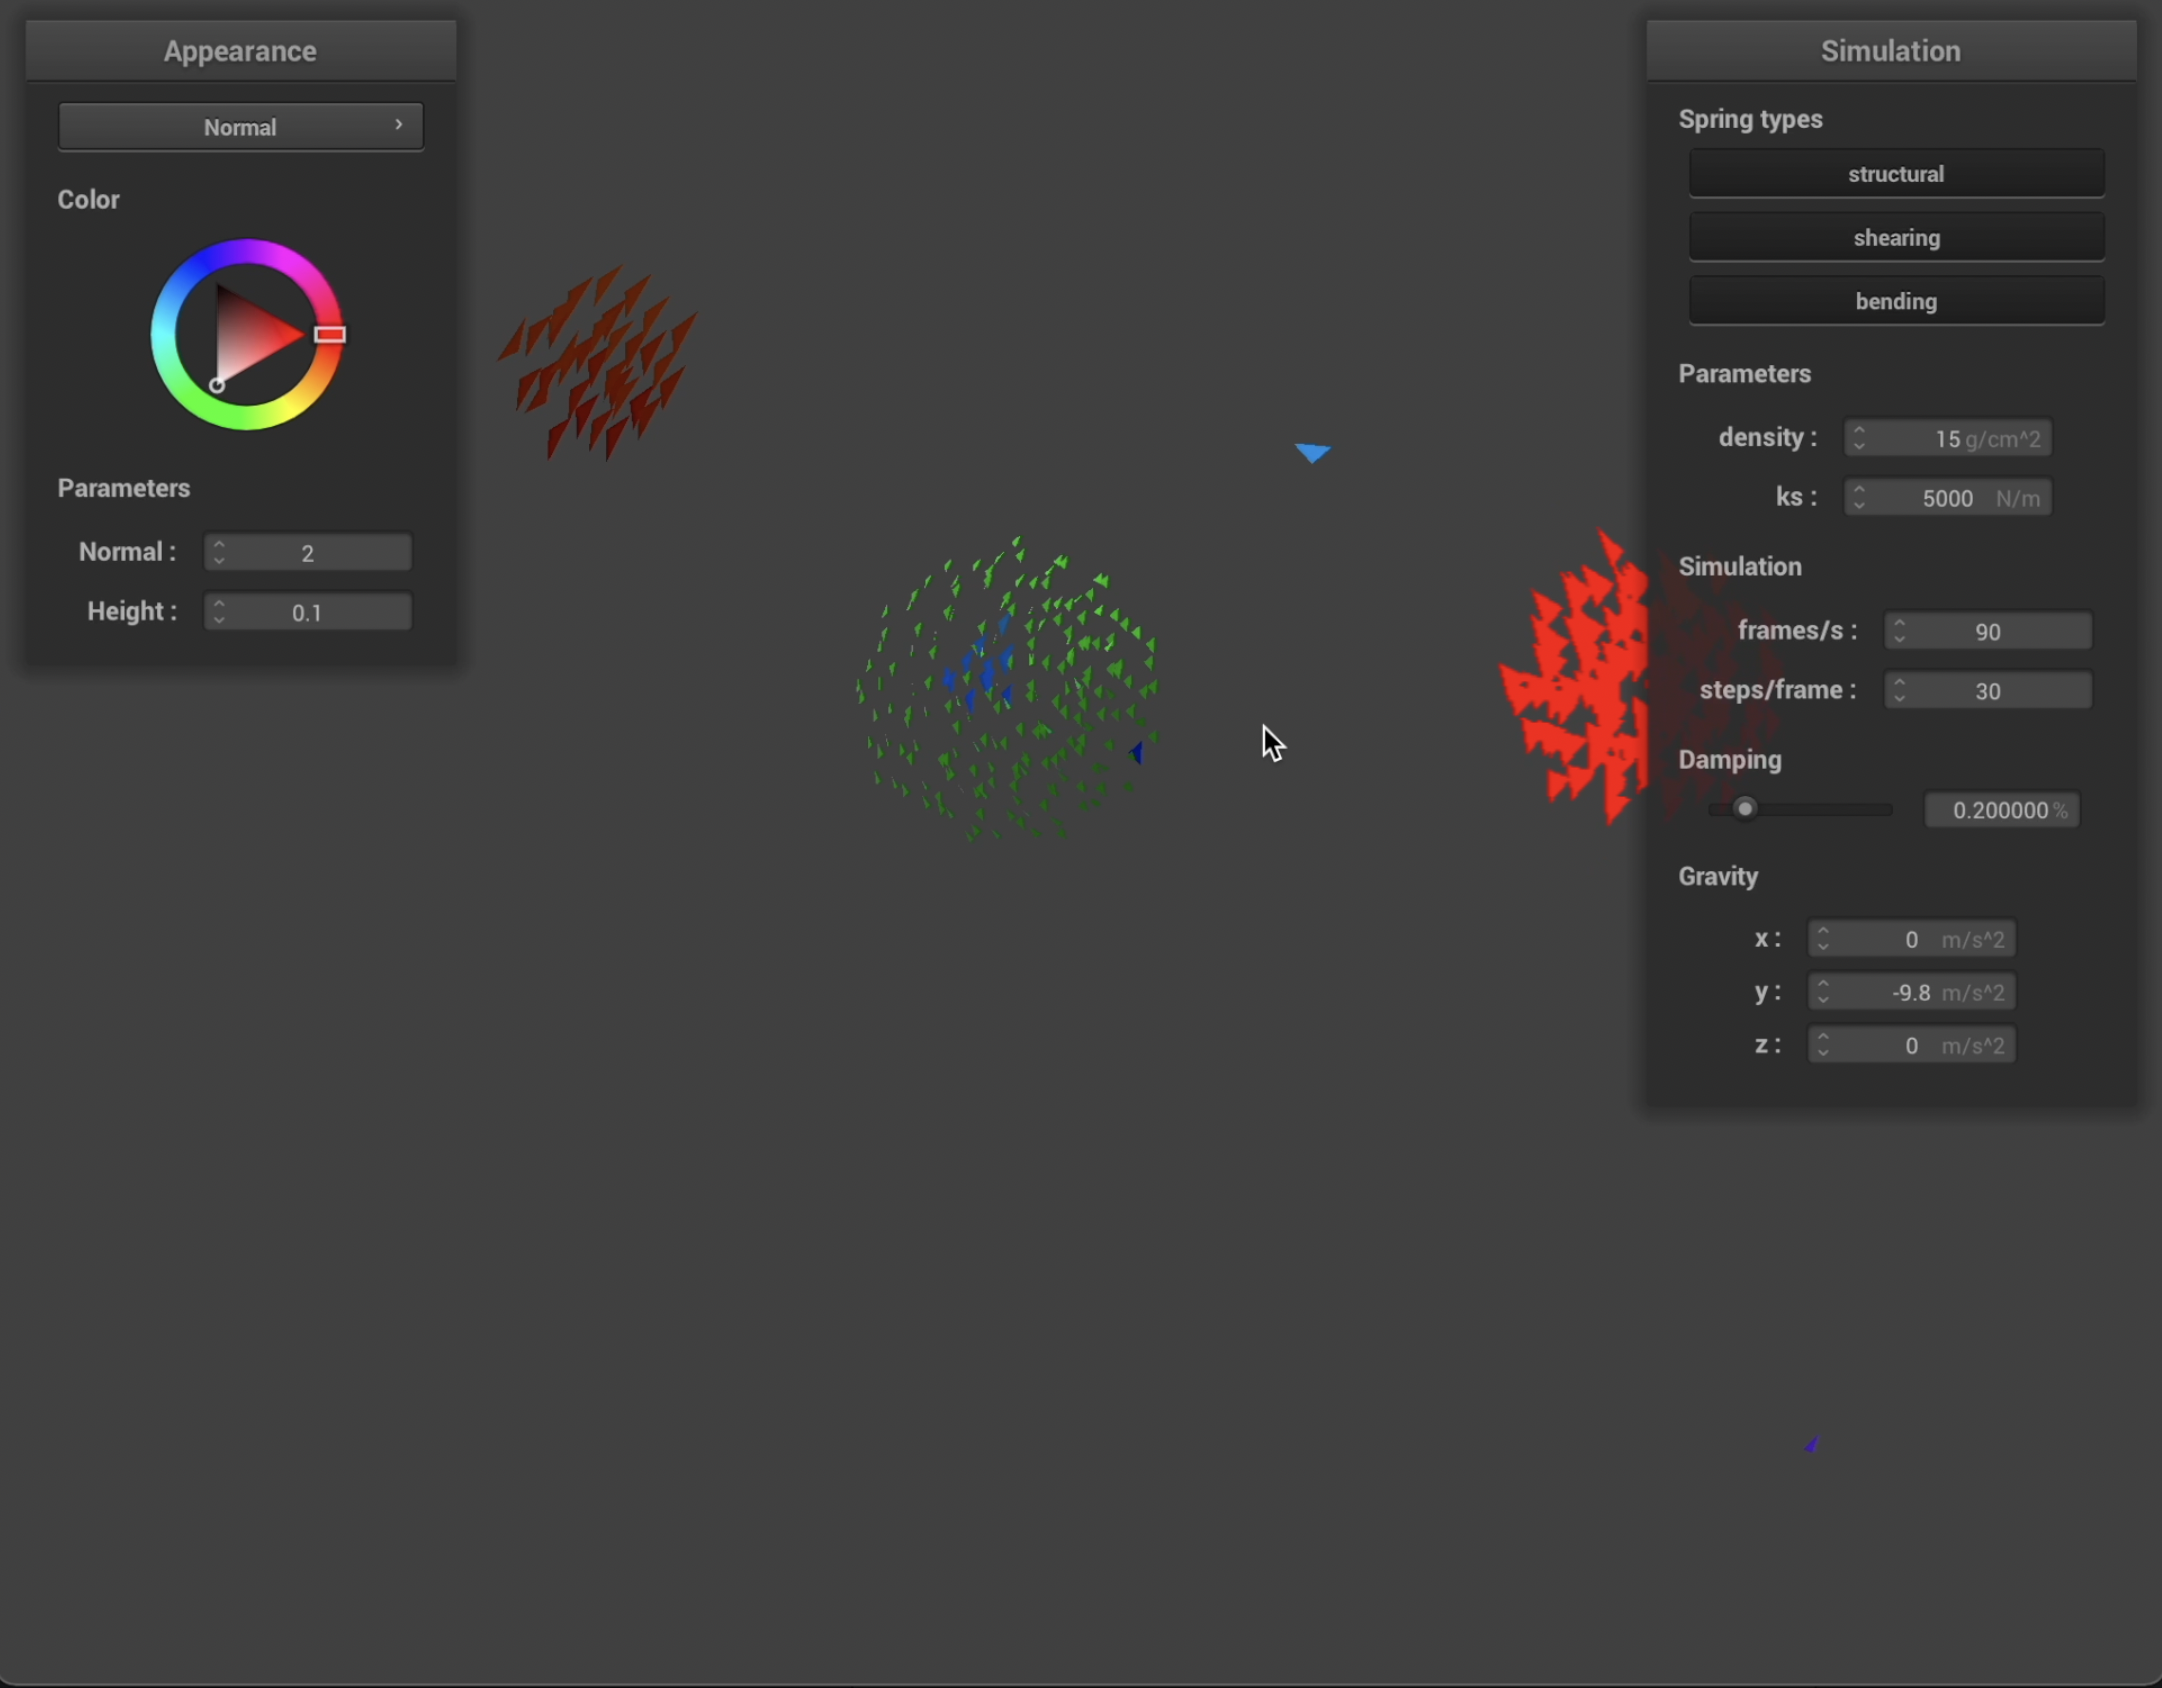 Appearance
Normal
Color
Parameters
Normal : 2
Height : 0.1
Simulation
Spring types
structural
shearing
bending
Parameters
density : 15 g/cm^2
ks : 5000 N/m
Simulation
frames/s : 90
steps/frame : 30
Damping
0.200000 %
Gravity
x : 0 m/s^2
y : -9.8 m/s^2
z : 0 m/s^2